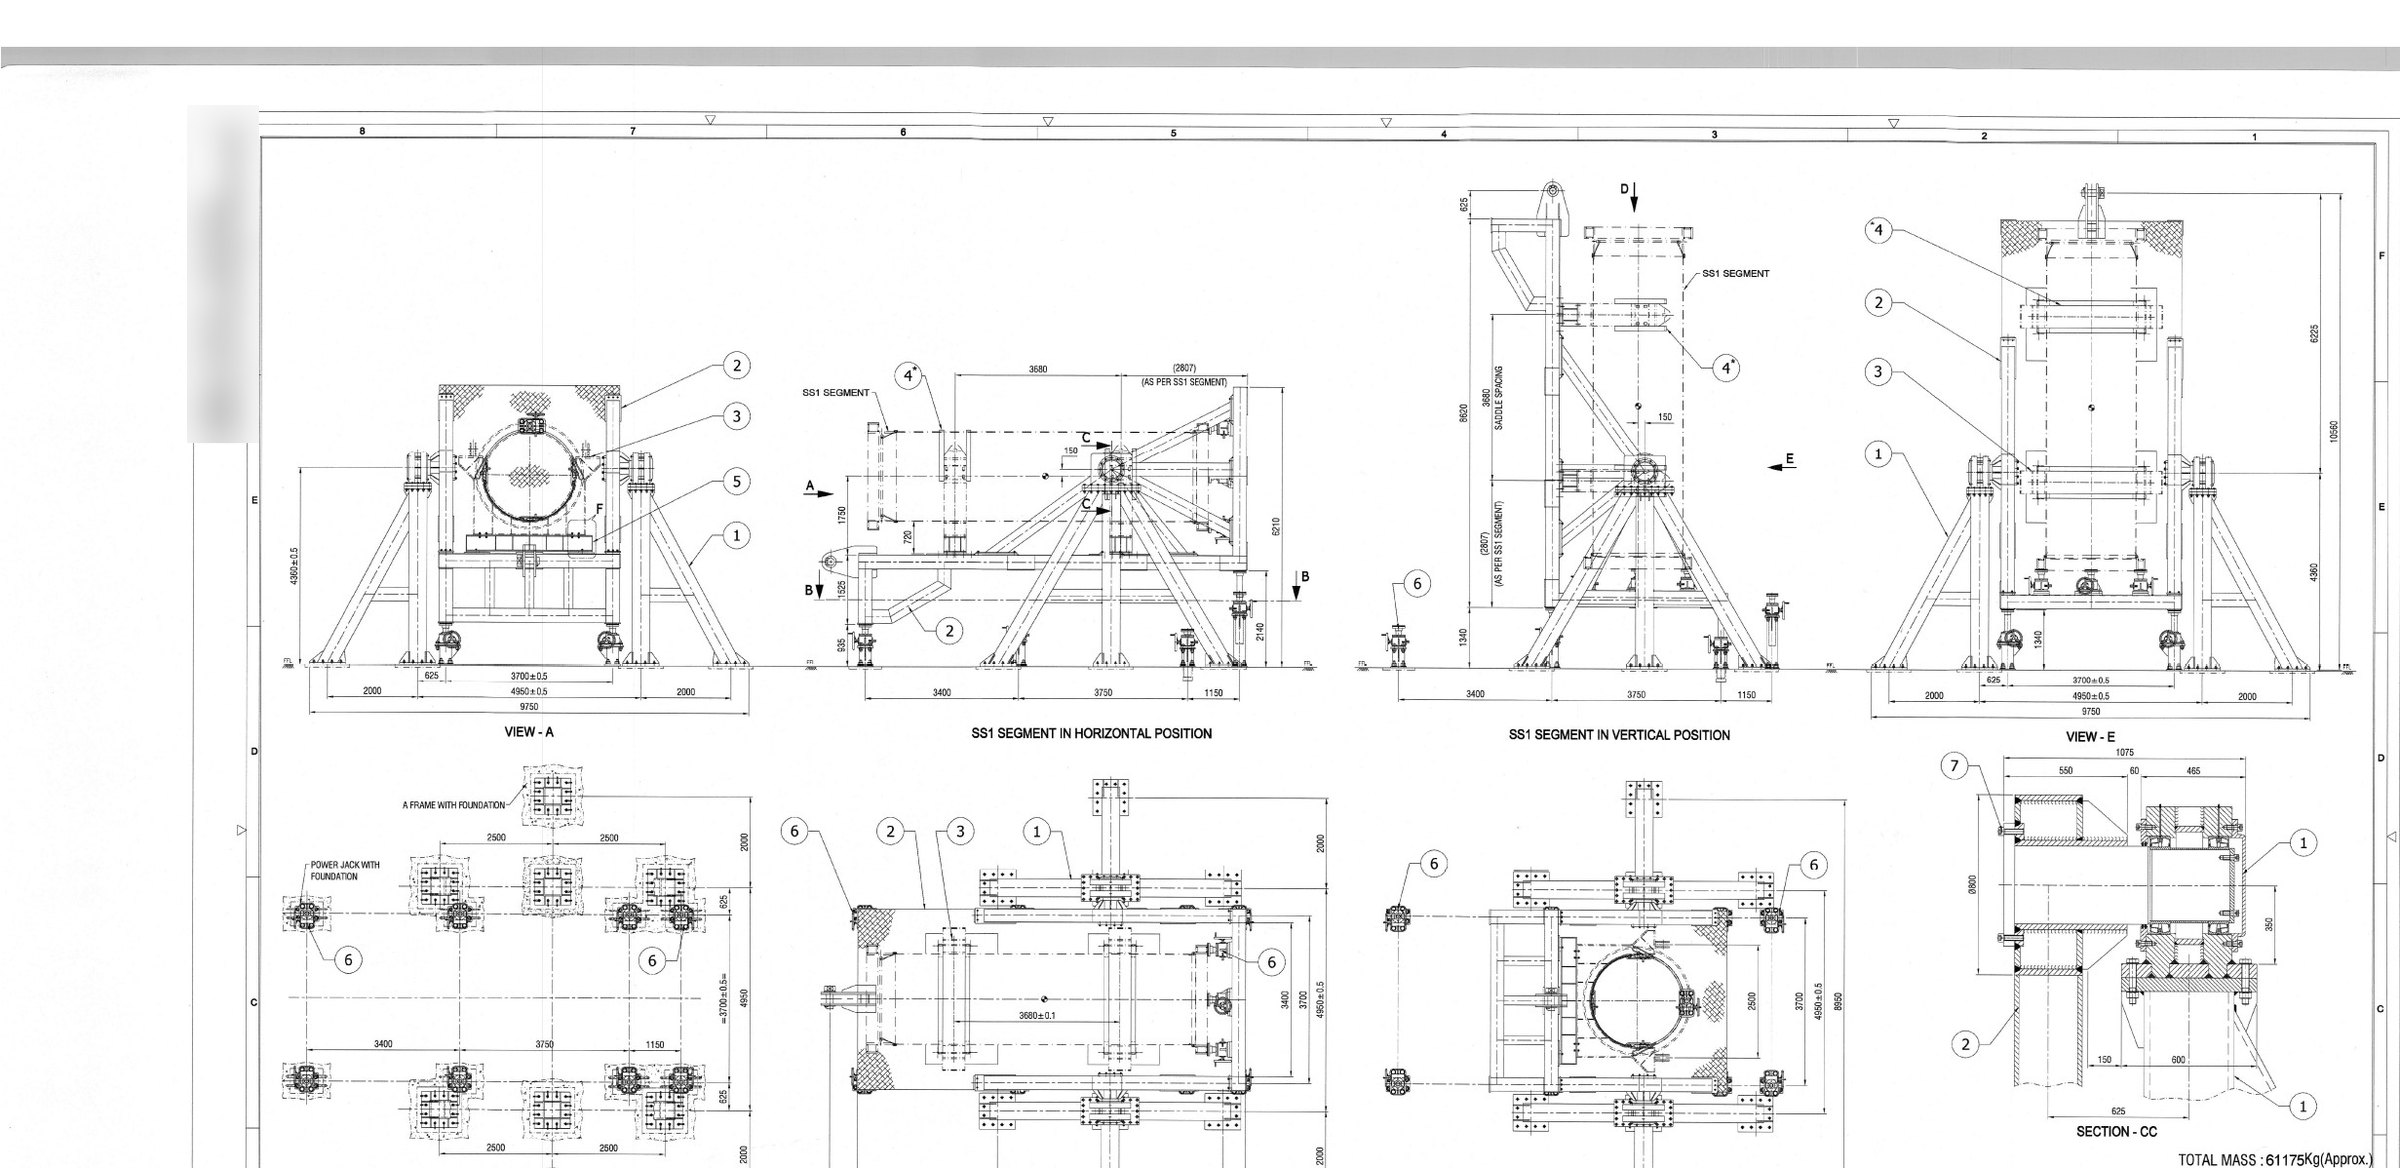 8 7 6 5 4 3 2 1
F
E
D
C
F
E
D
C
2
3
5
1
F
4360±0.5
625
3700±0.5
2000
4950±0.5
2000
9750
VIEW - A
SS1 SEGMENT
4*
3680
(2807)
(AS PER SS1 SEGMENT)
C
150
A
C
1750
720
6210
B
1525
B
2
935
2140
FFL
3400
3750
1150
SS1 SEGMENT IN HORIZONTAL POSITION
D
625
SS1 SEGMENT
4*
8620
3680
SADDLE SPACING
150
E
(2807)
(AS PER SS1 SEGMENT)
6
1340
FFL
3400
3750
1150
SS1 SEGMENT IN VERTICAL POSITION
*4
2
3
1
6225
10560
4360
1340
FFL
625
3700±0.5
2000
4950±0.5
2000
9750
VIEW - E
A FRAME WITH FOUNDATION
2500
2500
2000
POWER JACK WITH
FOUNDATION
625
6
6
=3700±0.5=
4950
3400
3750
1150
625
2500
2500
2000
6
2
3
1
2000
6
3680±0.1
3400
3700
4950±0.5
2000
6
6
2500
3700
4950±0.5
8950
1075
7
550
60
465
1
Ø800
350
2
150
600
1
625
SECTION - CC
TOTAL MASS : 61175Kg(Approx.)